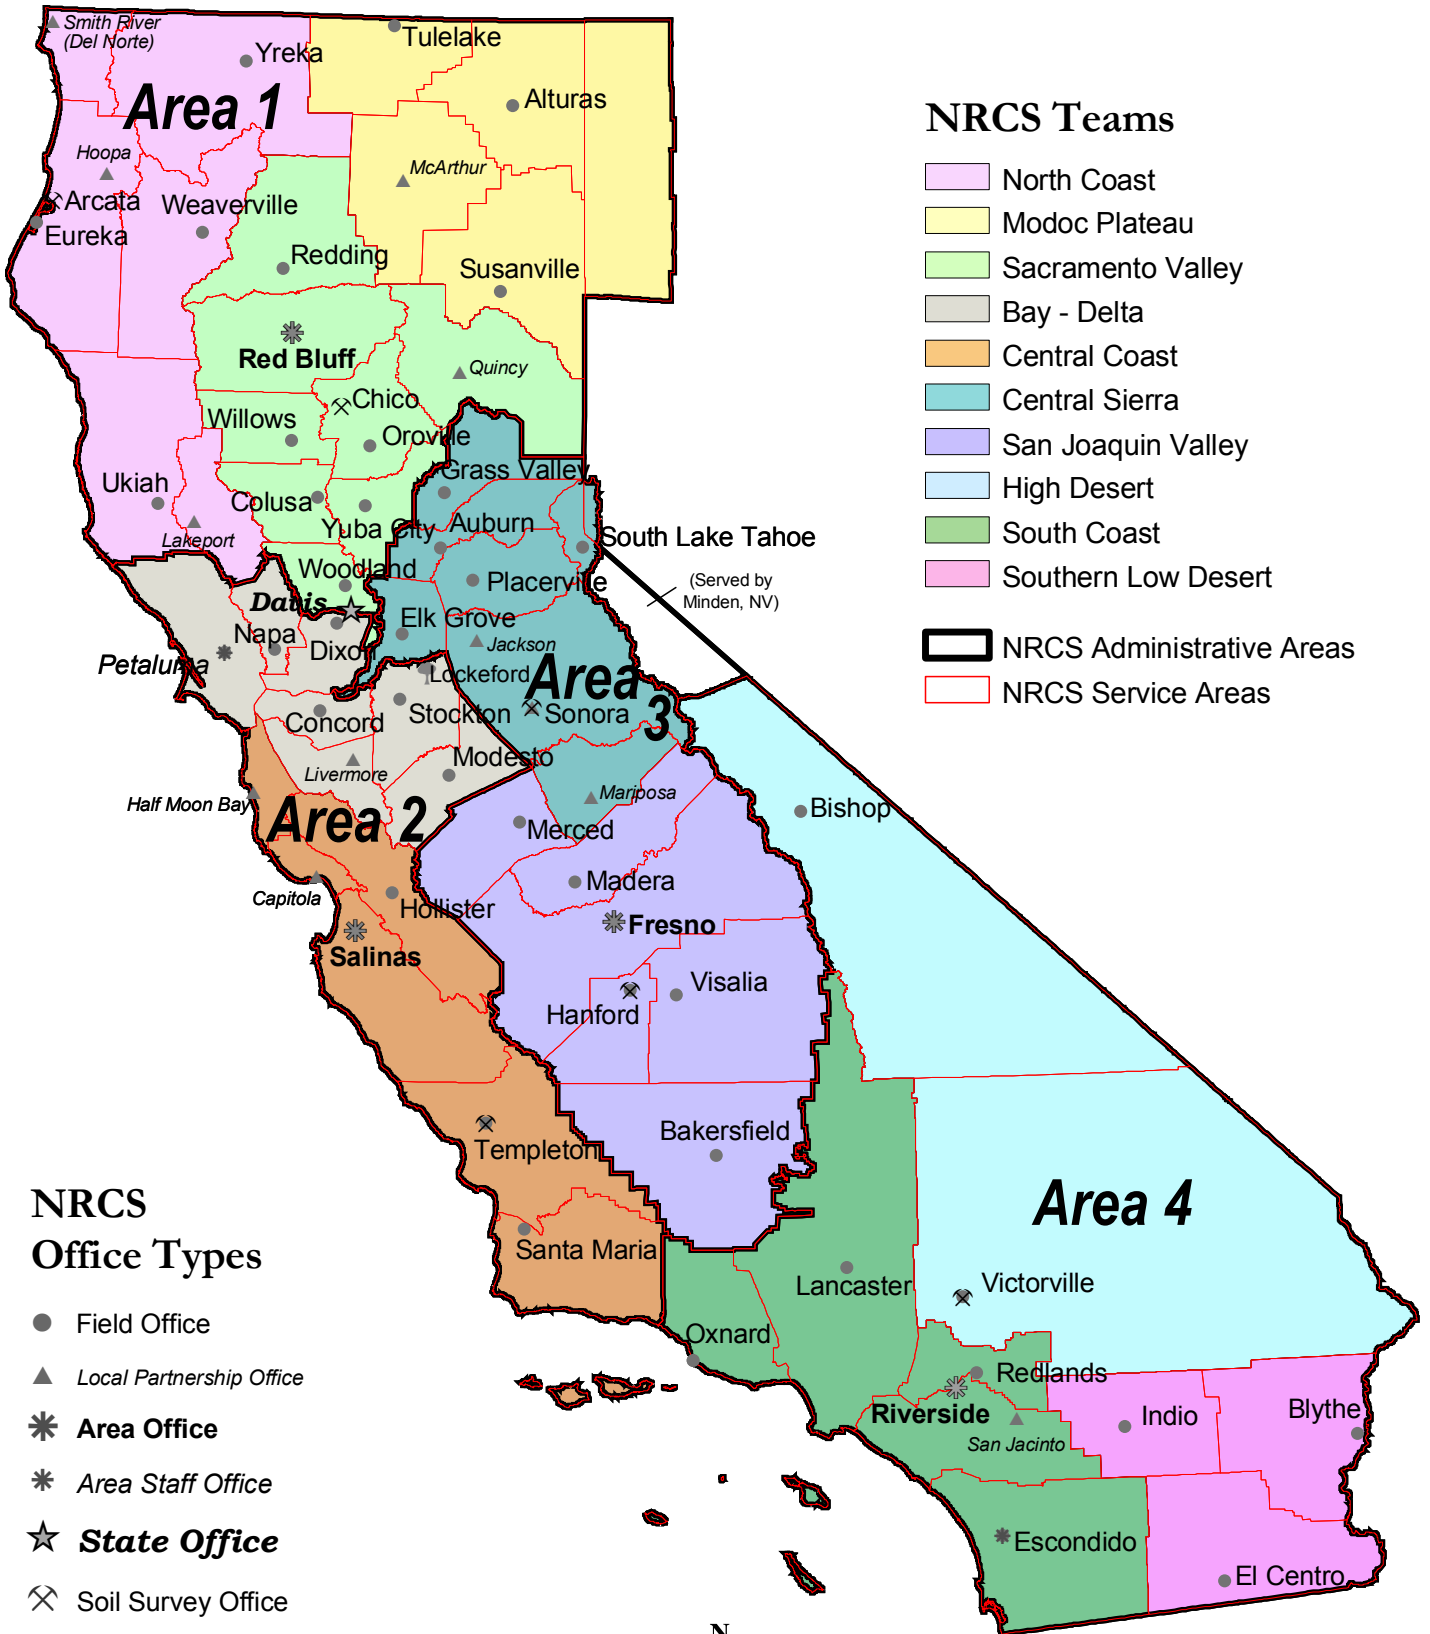 Smith River
(Del Norte)
Yreka
Tulelake
Alturas
Area 1
Hoopa
McArthur
Arcata
Weaverville
Eureka
Redding
Susanville
Red Bluff
Quincy
Chico
Willows
Oroville
Grass Valley
Ukiah
Colusa
Yuba City
Auburn
Lakeport
South Lake Tahoe
Woodland
Placerville
(Served by
Minden, NV)
Davis
Elk Grove
Napa
Dixon
Jackson
Petaluma
Lockeford
Area
3
Concord
Stockton
Sonora
Livermore
Modesto
Half Moon Bay
Mariposa
Area 2
Merced
Bishop
Madera
Capitola
Hollister
Fresno
Salinas
Visalia
Hanford
Bakersfield
Templeton
Area 4
Santa Maria
Lancaster
Victorville
Oxnard
Redlands
Riverside
San Jacinto
Indio
Blythe
Escondido
El Centro
NRCS Teams
North Coast
Modoc Plateau
Sacramento Valley
Bay - Delta
Central Coast
Central Sierra
San Joaquin Valley
High Desert
South Coast
Southern Low Desert
NRCS Administrative Areas
NRCS Service Areas
NRCS
Office Types
Field Office
Local Partnership Office
Area Office
Area Staff Office
State Office
Soil Survey Office
N